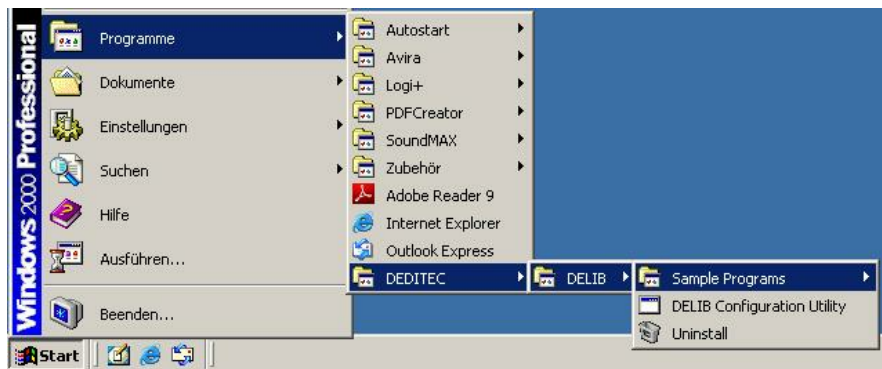 Windows 2000 Professional
Programme
Dokumente
Einstellungen
Suchen
Hilfe
Ausführen...
Beenden...
Autostart
Avira
Logi+
PDFCreator
SoundMAX
Zubehör
Adobe Reader 9
Internet Explorer
Outlook Express
DEDITEC
DELIB
Sample Programs
DELIB Configuration Utility
Uninstall
Start